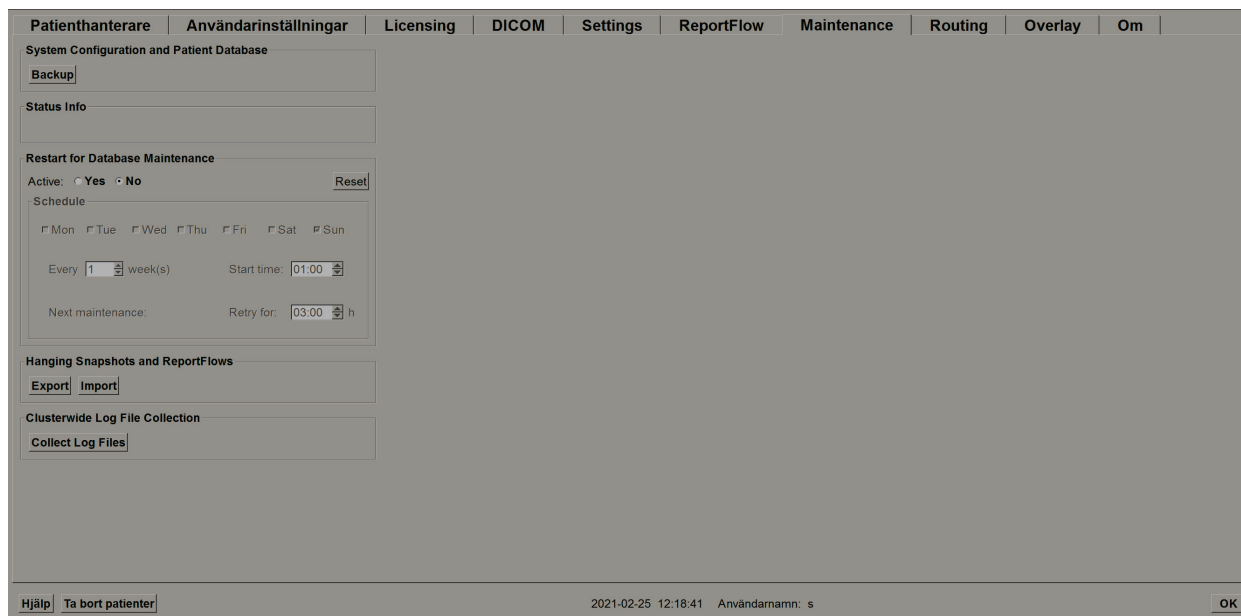 Patienthanterare Användarinställningar Licensing DICOM Settings ReportFlow Maintenance Routing Overlay Om
System Configuration and Patient Database
Backup
Status Info
Restart for Database Maintenance
Active: Yes No Reset
Schedule
Mon Tue Wed Thu Fri Sat Sun
Every 1 week(s) Start time: 01:00
Next maintenance: Retry for: 03:00 h
Hanging Snapshots and ReportFlows
Export Import
Clusterwide Log File Collection
Collect Log Files
Hjälp Ta bort patienter 2021-02-25 12:18:41 Användarnamn: s OK